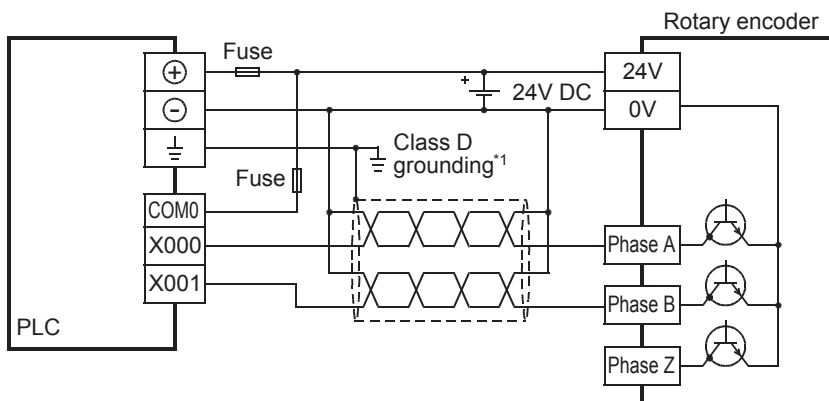 Rotary encoder
Fuse
24V
+
24V DC
0V
Class D
grounding*1
Fuse
COM0
X000
Phase A
X001
Phase B
PLC
Phase Z